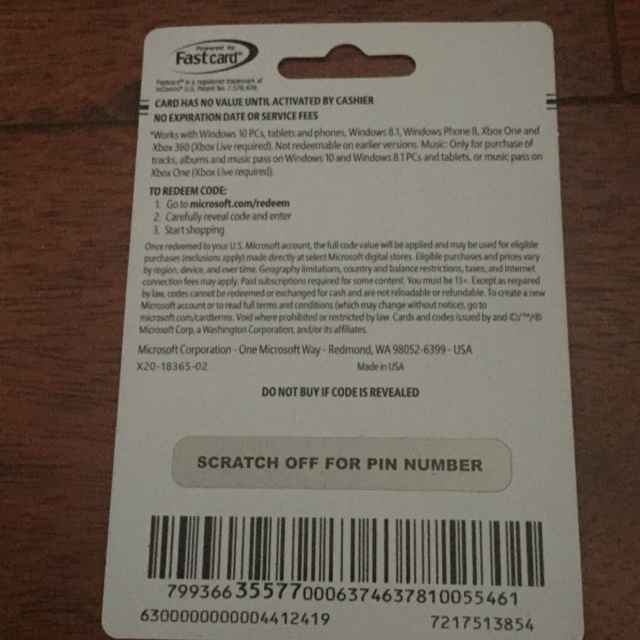 Powered by
Fastcard®
Fastcard™ is a registered trademark of
InComm® U.S. Patent No. 7,578,439.
CARD HAS NO VALUE UNTIL ACTIVATED BY CASHIER
NO EXPIRATION DATE OR SERVICE FEES
*Works with Windows 10 PCs, tablets and phones, Windows 8.1, Windows Phone 8, Xbox One and
Xbox 360 (Xbox Live required). Not redeemable on earlier versions. Music: Only for purchase of
tracks, albums and music pass on Windows 10 and Windows 8.1 PCs and tablets, or music pass on
Xbox One (Xbox Live required).
TO REDEEM CODE:
1. Go to microsoft.com/redeem
2. Carefully reveal code and enter
3. Start shopping
Once redeemed to your U.S. Microsoft account, the full code value will be applied and may be used for eligible
purchases (exclusions apply) made directly at select Microsoft digital stores. Eligible purchases and prices vary
by region, device, and over time. Geography limitations, country and balance restrictions, taxes, and Internet
connection fees may apply. Paid subscriptions required for some content. You must be 13+. Except as required
by law, codes cannot be redeemed or exchanged for cash and are not reloadable or refundable. To create a new
Microsoft account or to read full terms and conditions (which may change without notice), go to
microsoft.com/cardterms. Void where prohibited or restricted by law. Cards and codes issued by and ©/™/®
Microsoft Corp, a Washington Corporation, and/or its affiliates.
Microsoft Corporation - One Microsoft Way - Redmond, WA 98052-6399 - USA
X20-18365-02 Made in USA
DO NOT BUY IF CODE IS REVEALED
SCRATCH OFF FOR PIN NUMBER
799366355770006374637810055461
6300000000004412419 7217513854